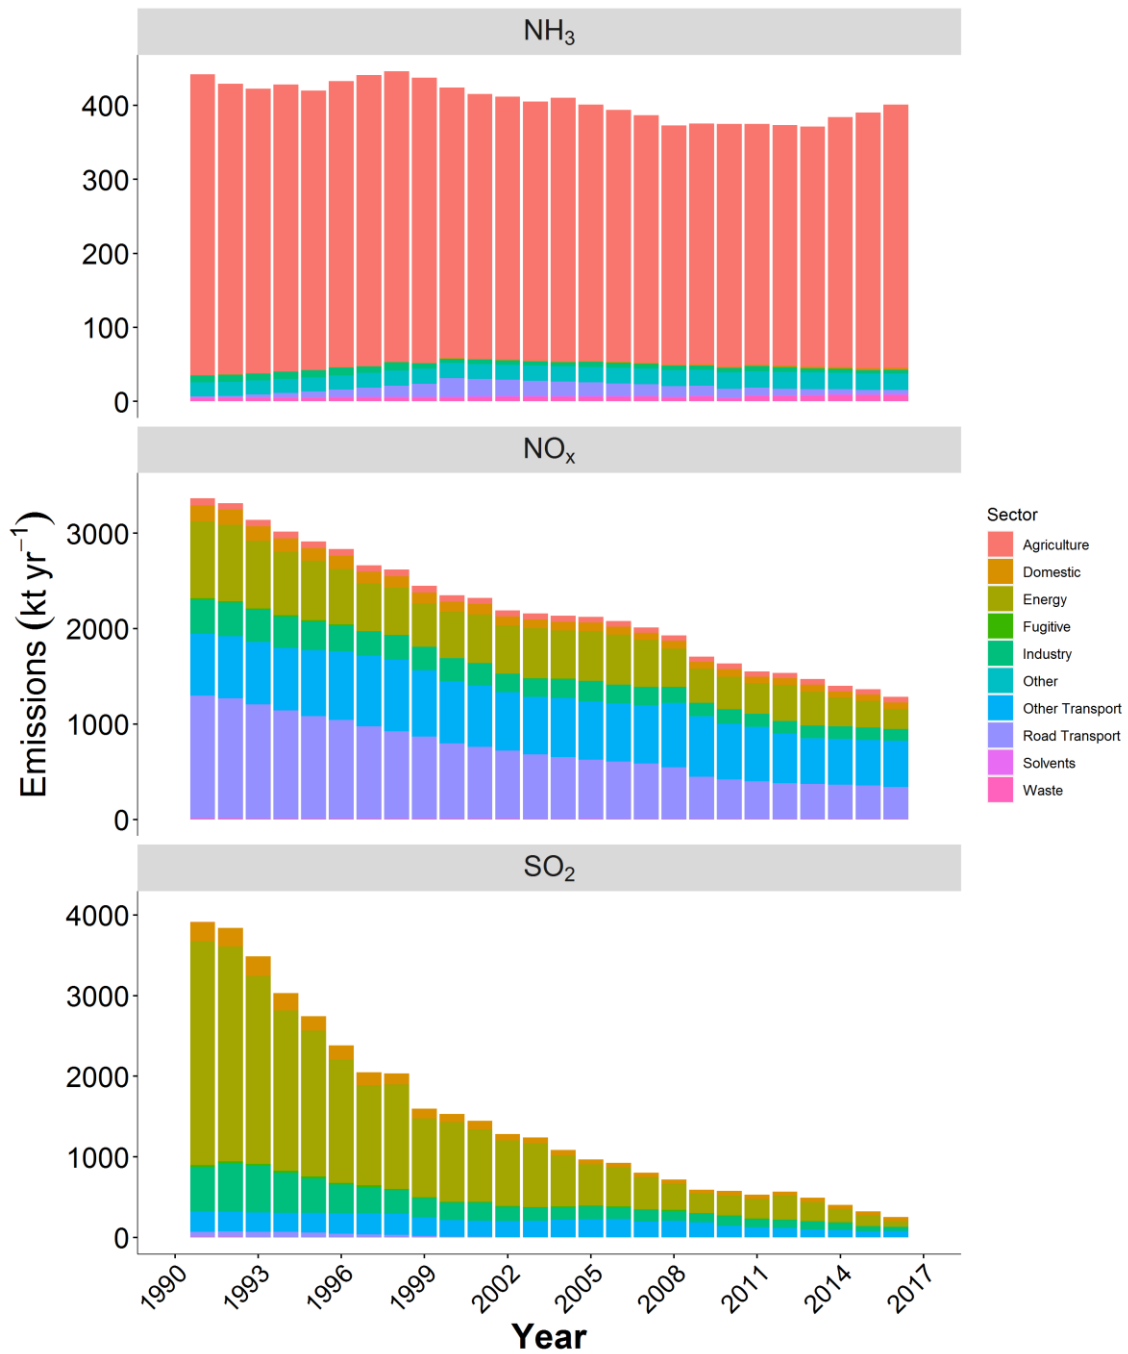 NH₃
400
300
200
100
0
NOₓ
3000
2000
1000
0
SO₂
4000
3000
2000
1000
0
1990
1993
1996
1999
2002
2005
2008
2011
2014
2017
Year
Emissions (kt yr⁻¹)
Sector
Agriculture
Domestic
Energy
Fugitive
Industry
Other
Other Transport
Road Transport
Solvents
Waste